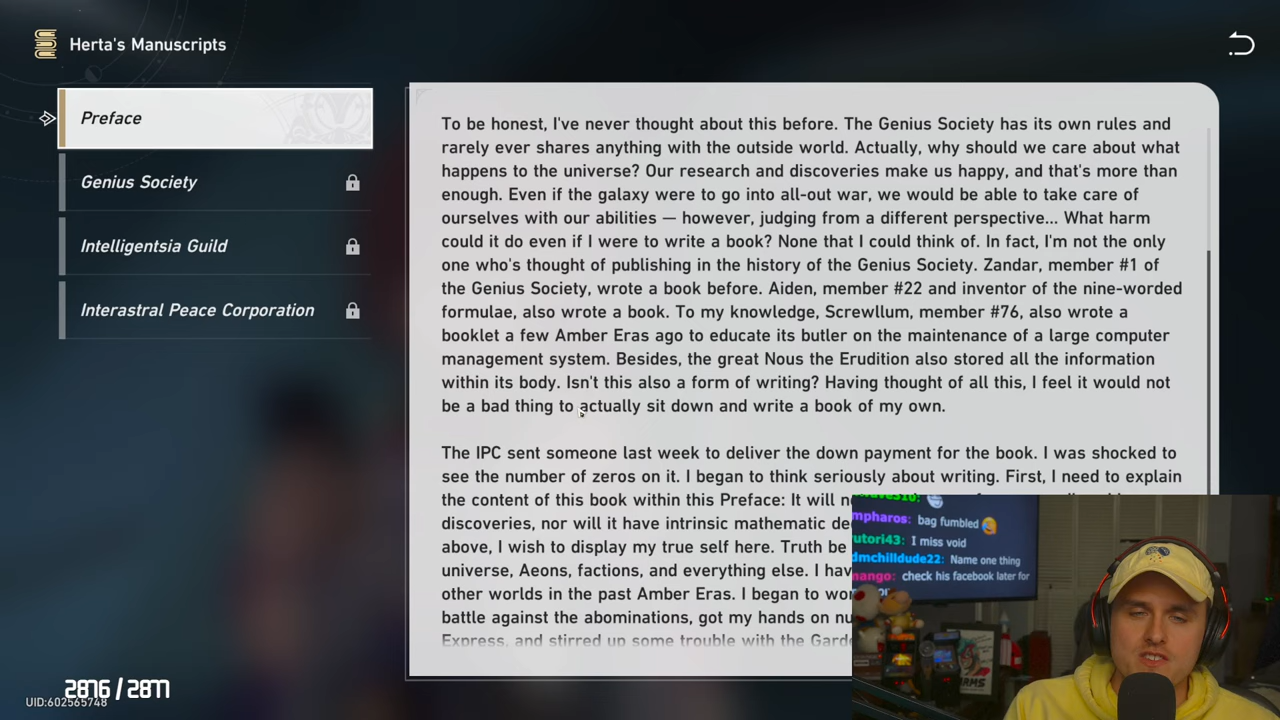 Herta's Manuscripts
Preface
Genius Society
Intelligentsia Guild
Interastral Peace Corporation
To be honest, I've never thought about this before. The Genius Society has its own rules and
rarely ever shares anything with the outside world. Actually, why should we care about what
happens to the universe? Our research and discoveries make us happy, and that's more than
enough. Even if the galaxy were to go into all-out war, we would be able to take care of
ourselves with our abilities — however, judging from a different perspective... What harm
could it do even if I were to write a book? None that I could think of. In fact, I'm not the only
one who's thought of publishing in the history of the Genius Society. Zandar, member #1 of
the Genius Society, wrote a book before. Aiden, member #22 and inventor of the nine-worded
formulae, also wrote a book. To my knowledge, Screwllum, member #76, also wrote a
booklet a few Amber Eras ago to educate its butler on the maintenance of a large computer
management system. Besides, the great Nous the Erudition also stored all the information
within its body. Isn't this also a form of writing? Having thought of all this, I feel it would not
be a bad thing to actually sit down and write a book of my own.
The IPC sent someone last week to deliver the down payment for the book. I was shocked to
see the number of zeros on it. I began to think seriously about writing. First, I need to explain
the content of this book within this Preface: It will
discoveries, nor will it have intrinsic mathematic
above, I wish to display my true self here. Truth be
universe, Aeons, factions, and everything else. I
other worlds in the past Amber Eras. I began to
battle against the abominations, got my hands on
Express, and stirred up some trouble with the
mpharos: bag fumbled
rutori43: I miss void
dmchilldude22: Name one thing
mango: check his facebook later for
2876 / 2877
UID:602565748